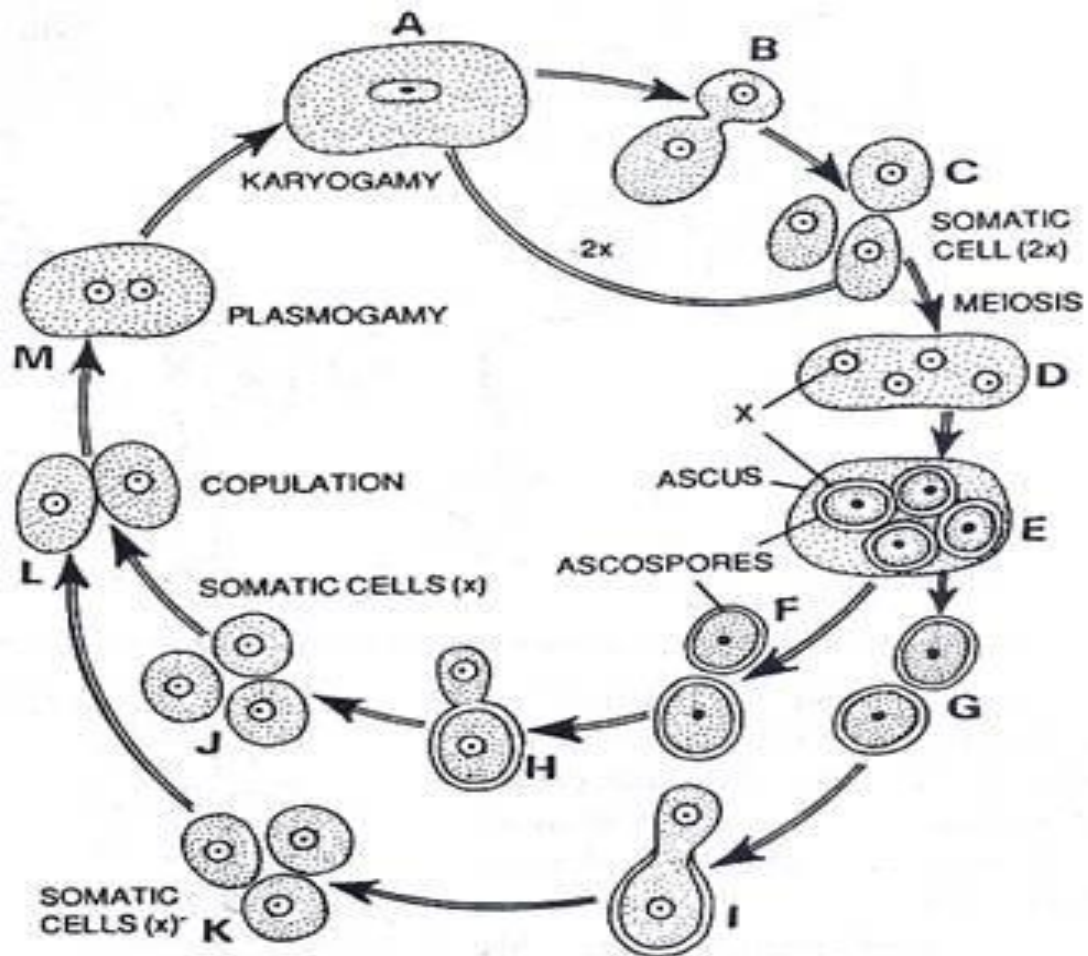 A
B
KARYOGAMY
C
SOMATIC
CELL (2x)
2x
MEIOSIS
PLASMOGAMY
M
D
X
ASCUS
COPULATION
E
ASCOSPORES
L
SOMATIC CELLS (x)
F
G
J
H
SOMATIC
CELLS (x)
K
I